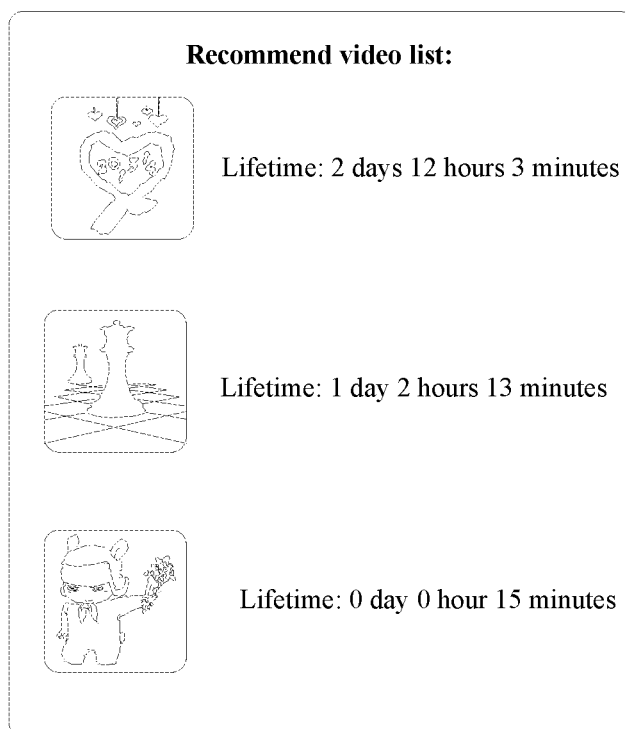 Recommend video list:
Lifetime: 2 days 12 hours 3 minutes
Lifetime: 1 day 2 hours 13 minutes
Lifetime: 0 day 0 hour 15 minutes